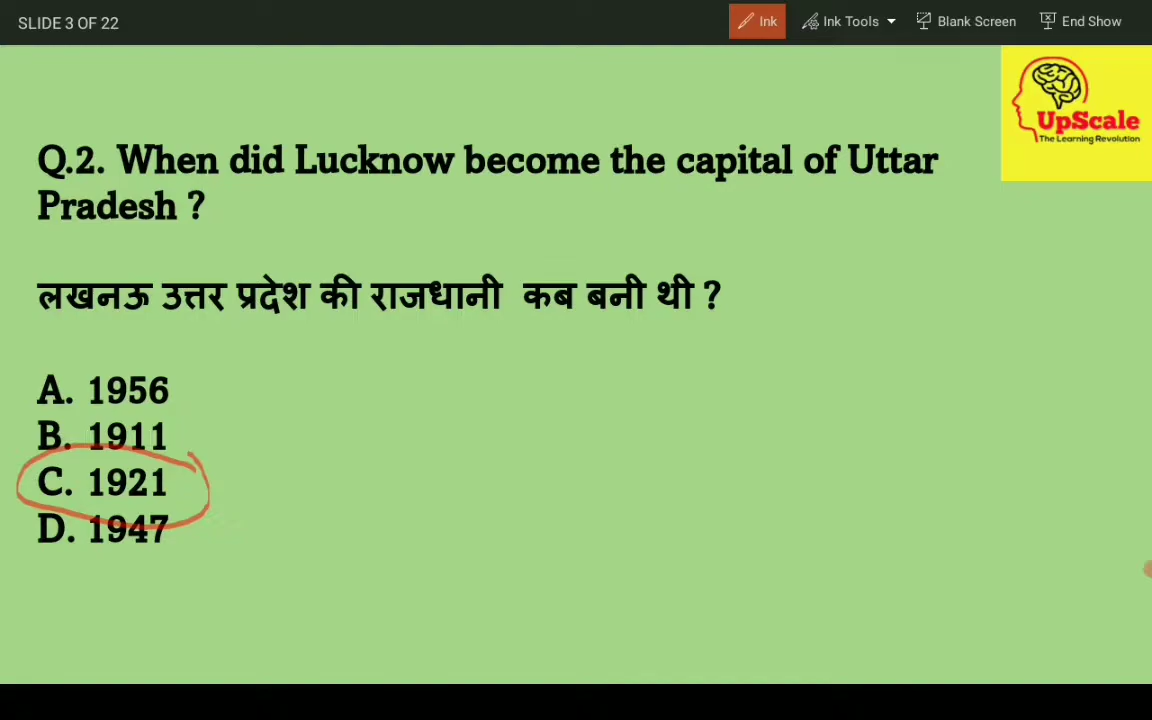 SLIDE 3 OF 22
Ink
Ink Tools
Blank Screen
End Show
UpScale
The Learning Revolution
Q.2. When did Lucknow become the capital of Uttar
Pradesh ?
लखनऊ उत्तर प्रदेश की राजधानी कब बनी थी ?
A. 1956
B. 1911
C. 1921
D. 1947